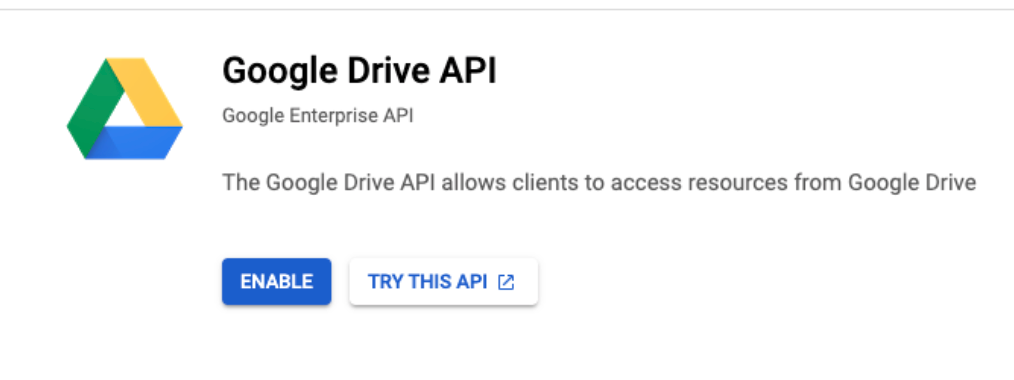 Google Drive API
Google Enterprise API
The Google Drive API allows clients to access resources from Google Drive
ENABLE
TRY THIS API